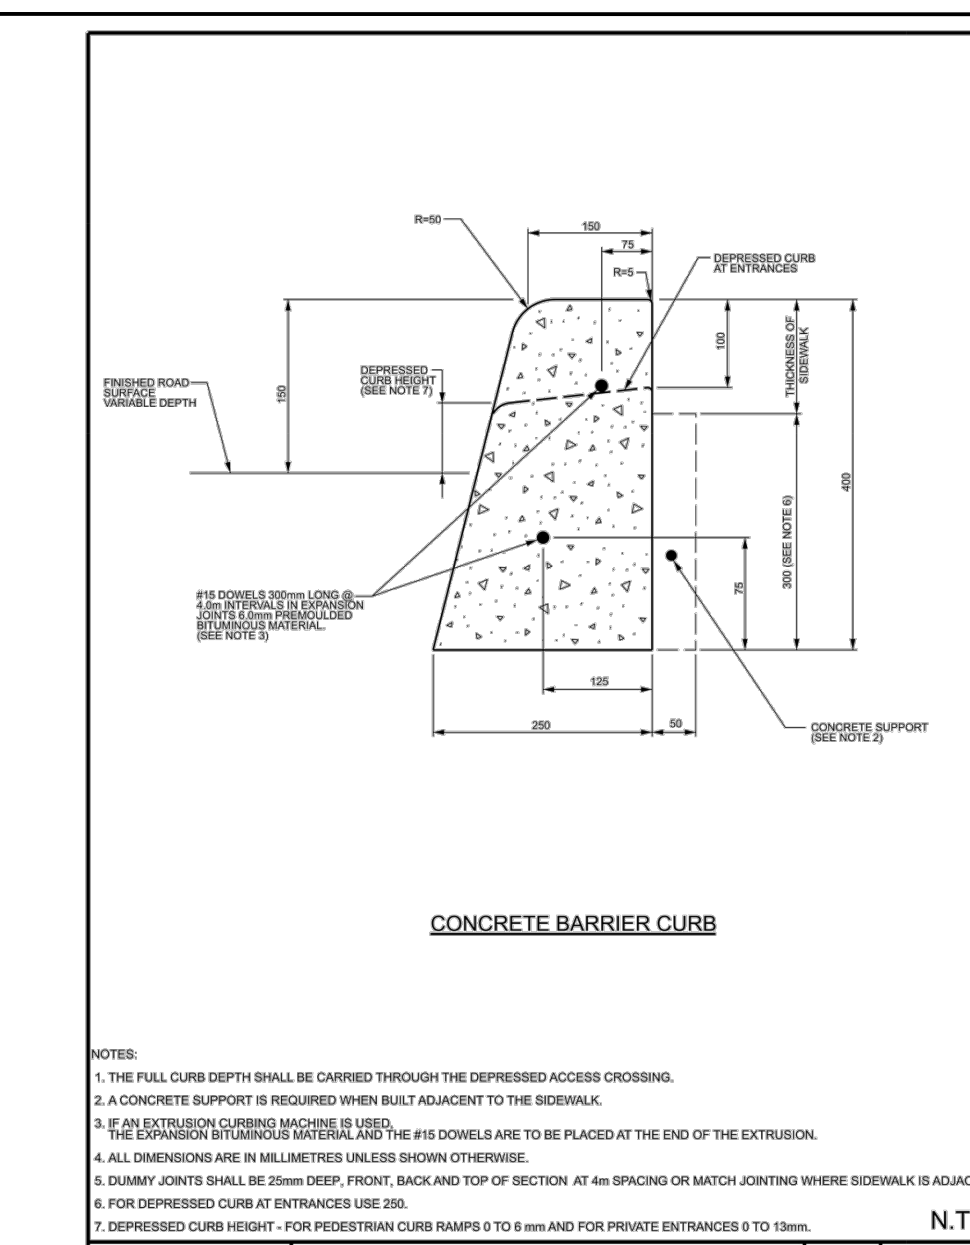 R=50
150
75
R=5
DEPRESSED CURB
AT ENTRANCES
150
100
THICKNESS OF
SIDEWALK
FINISHED ROAD
SURFACE
VARIABLE DEPTH
DEPRESSED
CURB HEIGHT
(SEE NOTE 7)
400
300 (SEE NOTE 6)
75
#15 DOWELS 300mm LONG @
4.0m INTERVALS IN EXPANSION
JOINTS 6.0mm PREMOULDED
BITUMINOUS MATERIAL.
(SEE NOTE 3)
125
250
50
CONCRETE SUPPORT
(SEE NOTE 2)
CONCRETE BARRIER CURB
NOTES:
1. THE FULL CURB DEPTH SHALL BE CARRIED THROUGH THE DEPRESSED ACCESS CROSSING.
2. A CONCRETE SUPPORT IS REQUIRED WHEN BUILT ADJACENT TO THE SIDEWALK.
3. IF AN EXTRUSION CURBING MACHINE IS USED,
THE EXPANSION BITUMINOUS MATERIAL AND THE #15 DOWELS ARE TO BE PLACED AT THE END OF THE EXTRUSION.
4. ALL DIMENSIONS ARE IN MILLIMETRES UNLESS SHOWN OTHERWISE.
5. DUMMY JOINTS SHALL BE 25mm DEEP, FRONT, BACK AND TOP OF SECTION AT 4m SPACING OR MATCH JOINTING WHERE SIDEWALK IS ADJAC
6. FOR DEPRESSED CURB AT ENTRANCES USE 250.
7. DEPRESSED CURB HEIGHT - FOR PEDESTRIAN CURB RAMPS 0 TO 6 mm AND FOR PRIVATE ENTRANCES 0 TO 13mm.
N.T